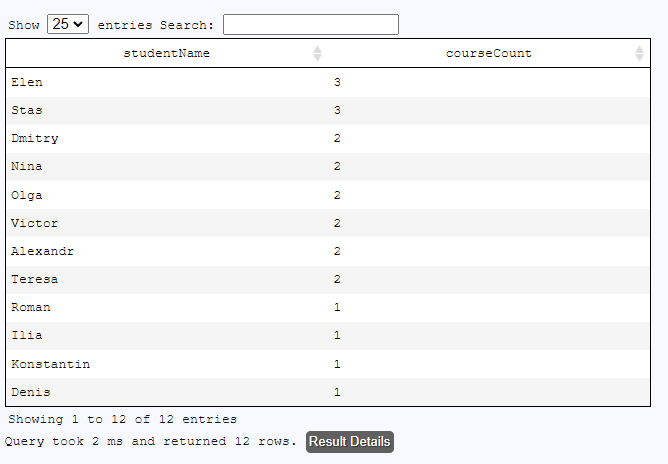 Show 25 entries Search:
studentName courseCount
Elen 3
Stas 3
Dmitry 2
Nina 2
Olga 2
Victor 2
Alexandr 2
Teresa 2
Roman 1
Ilia 1
Konstantin 1
Denis 1
Showing 1 to 12 of 12 entries
Query took 2 ms and returned 12 rows. Result Details